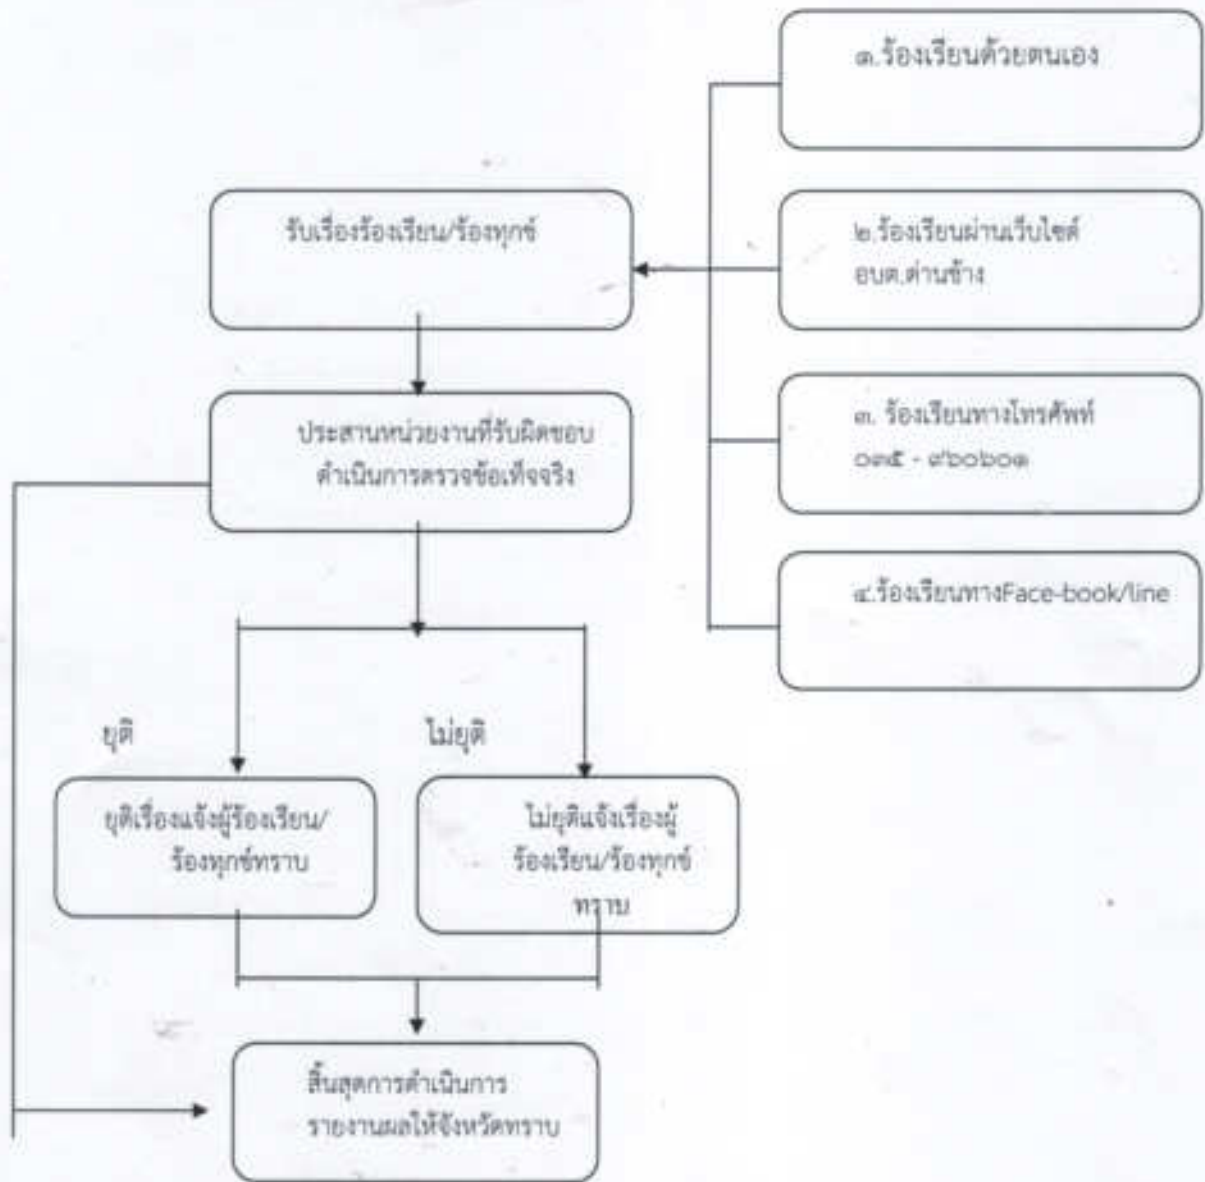 ๑.ร้องเรียนด้วยตนเอง
รับเรื่องร้องเรียน/ร้องทุกข์
๒.ร้องเรียนผ่านเว็บไซต์
อบต.ด่านช้าง
ประสานหน่วยงานที่รับผิดชอบ
ดำเนินการตรวจข้อเท็จจริง
๓. ร้องเรียนทางโทรศัพท์
๐๓๕ - ๙๖๐๖๐๑
๔.ร้องเรียนทางFace-book/line
ยุติ
ไม่ยุติ
ยุติเรื่องแจ้งผู้ร้องเรียน/
ร้องทุกข์ทราบ
ไม่ยุติแจ้งเรื่องผู้
ร้องเรียน/ร้องทุกข์
ทราบ
สิ้นสุดการดำเนินการ
รายงานผลให้จังหวัดทราบ